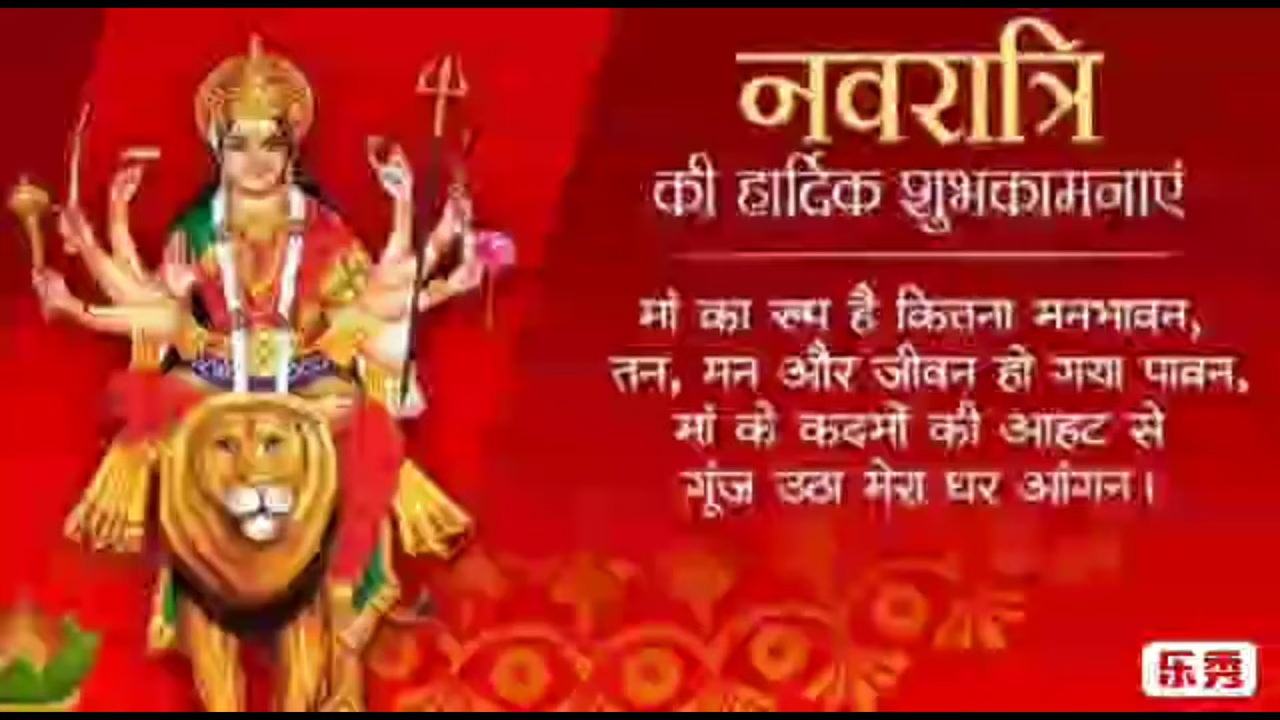 नवरात्रि
की हार्दिक शुभकामनाएं
मां का रुप है कितना मनभावन,
तन, मन और जीवन हो गया पावन,
मां के कदमों की आहट से
गूंज उठा मेरा घर आंगन।
乐秀